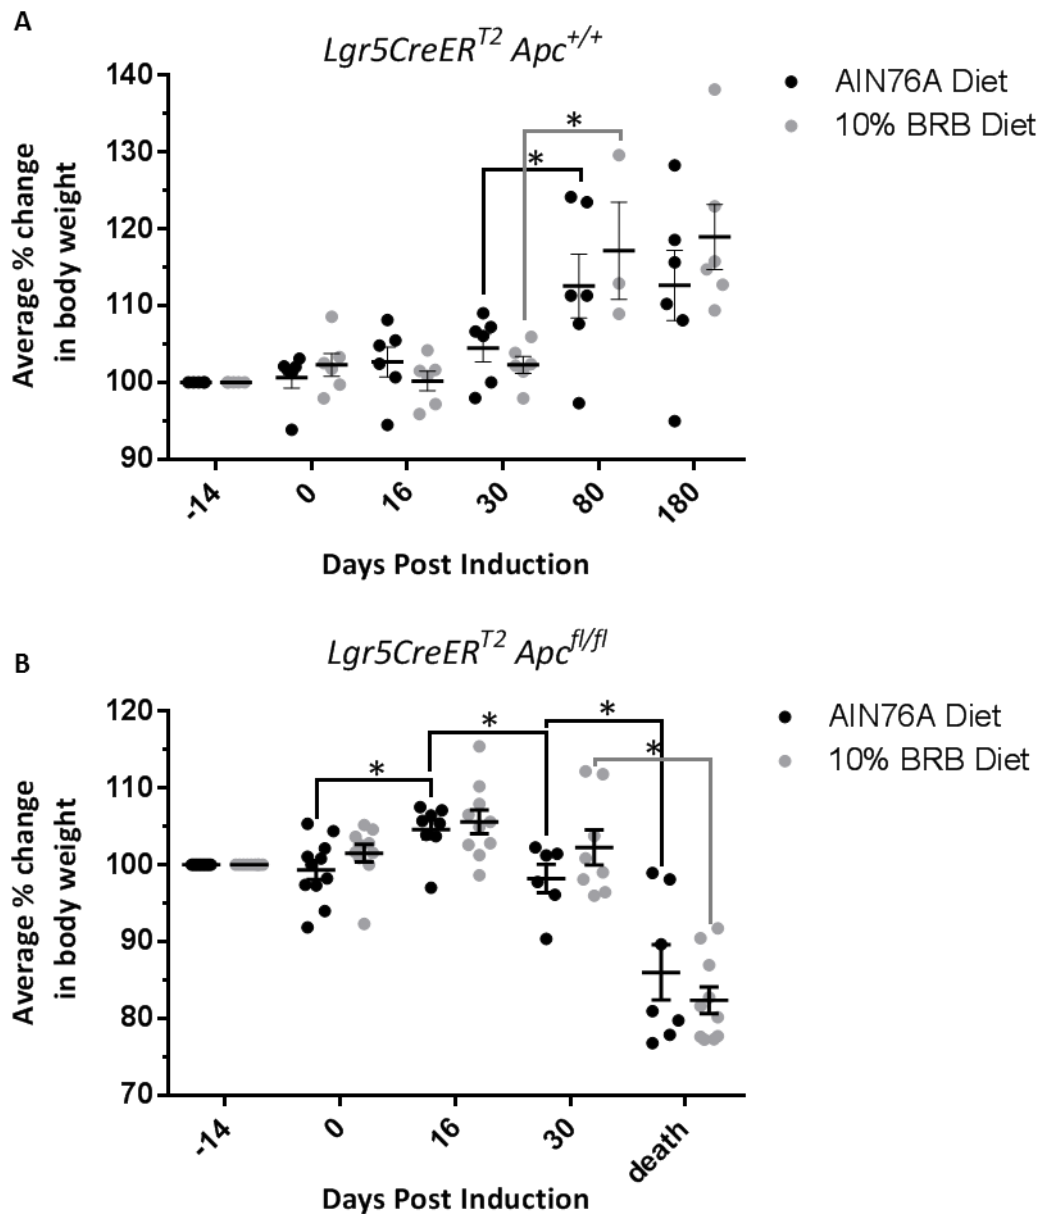 A
Lgr5CreER^T2 Apc^+/+
AIN76A Diet
10% BRB Diet
Average % change
in body weight
140
130
120
110
100
90
*
*
-14
0
16
30
80
180
Days Post Induction
B
Lgr5CreER^T2 Apc^fl/fl
AIN76A Diet
10% BRB Diet
Average % change
in body weight
120
110
100
90
80
70
*
*
*
*
-14
0
16
30
death
Days Post Induction